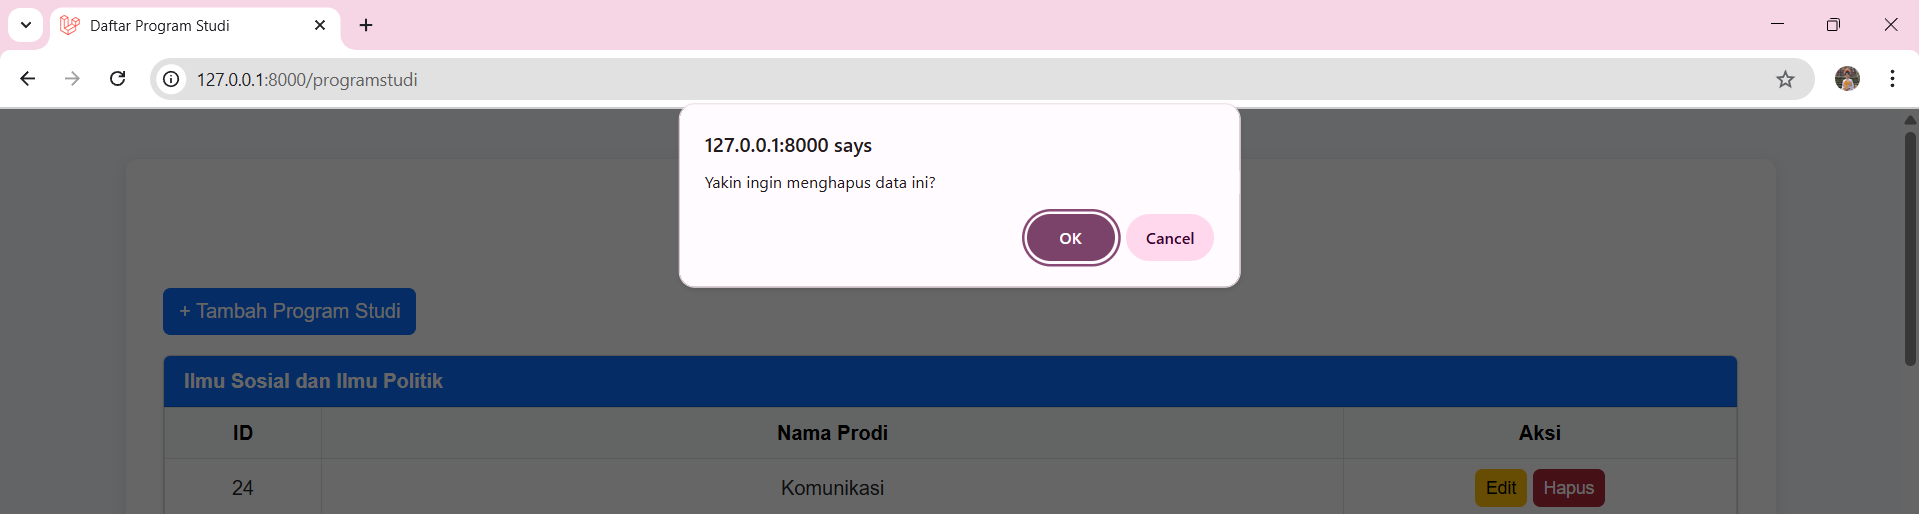 Daftar Program Studi
127.0.0.1:8000/programstudi
127.0.0.1:8000 says
Yakin ingin menghapus data ini?
OK Cancel
+ Tambah Program Studi
Ilmu Sosial dan Ilmu Politik
ID Nama Prodi Aksi
24 Komunikasi Edit Hapus